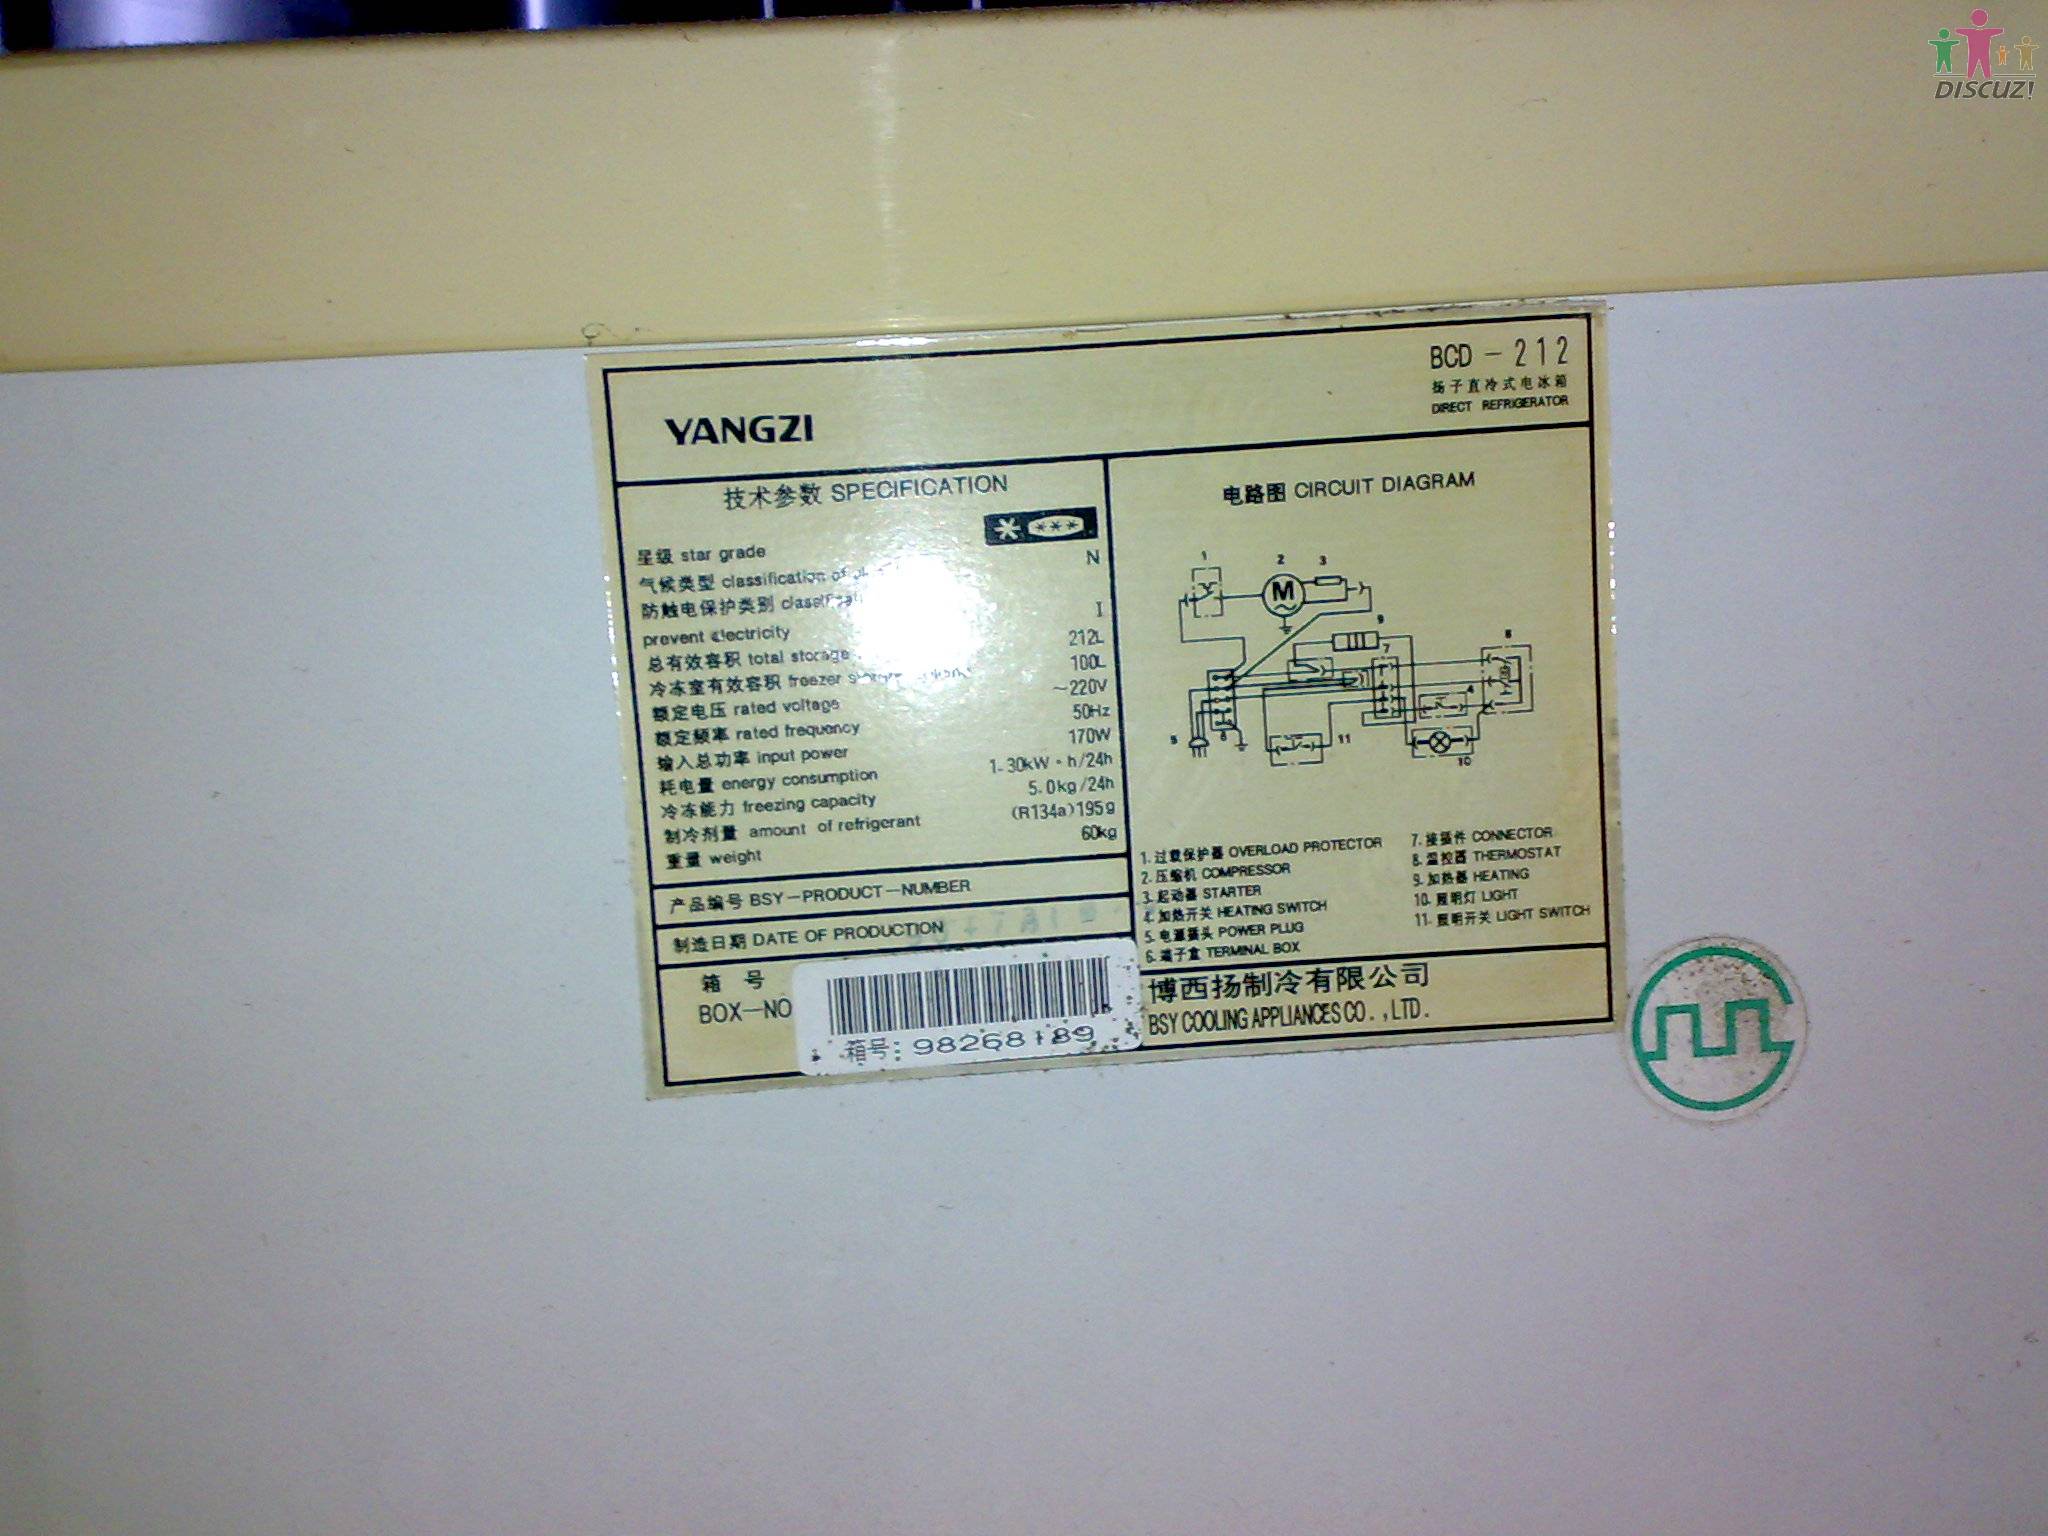 DISCUZ!
BCD-212
扬子直冷式电冰箱
DIRECT REFRIGERATOR
YANGZI
技术参数 SPECIFICATION
星级 star grade
气候类型 classification of N
防触电保护类别
prevent electricity I
总有效容积 total storage 212L
冷冻室有效容积 freezer 100L
额定电压 rated voltage ~220V
额定频率 rated frequency 50Hz
输入总功率 input power 170W
耗电量 energy consumption 1.30kW·h/24h
冷冻能力 freezing capacity 5.0kg/24h
制冷剂量 amount of refrigerant (R134a)195g
重量 weight 60kg
产品编号 BSY-PRODUCT-NUMBER
制造日期 DATE OF PRODUCTION
箱号
BOX-NO
箱号: 98268189
电路图 CIRCUIT DIAGRAM
1 2 3
M
9
7 8
4
5 6 11
10
1.过载保护器 OVERLOAD PROTECTOR
2.压缩机 COMPRESSOR
3.起动器 STARTER
4.加热开关 HEATING SWITCH
5.电源插头 POWER PLUG
6.端子盒 TERMINAL BOX
7.接插件 CONNECTOR
8.温控器 THERMOSTAT
9.加热器 HEATING
10.照明灯 LIGHT
11.照明开关 LIGHT SWITCH
博西扬制冷有限公司
BSY COOLING APPLIANCES CO.,LTD.